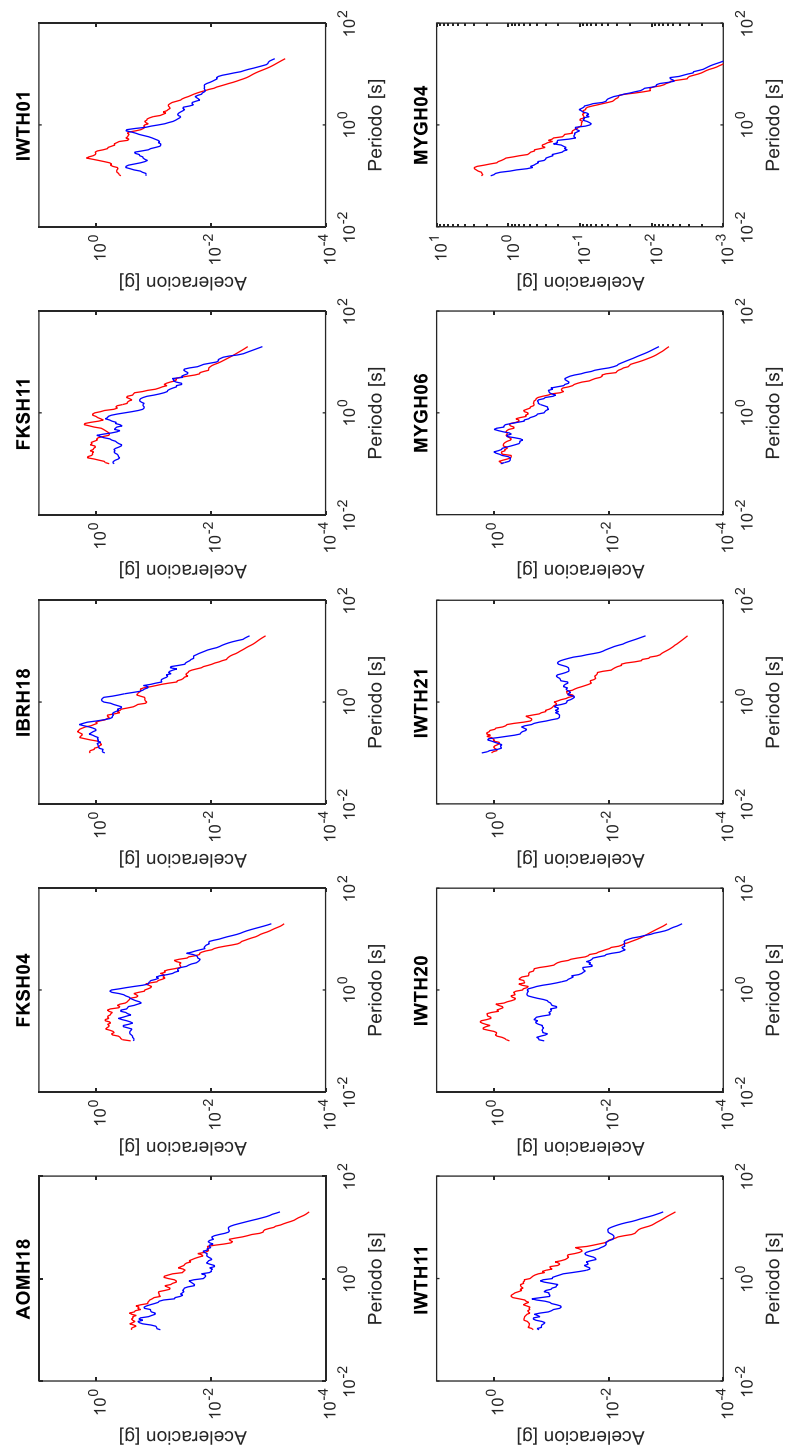 AOMH18
Aceleracion [g]
10^0
10^-2
10^-4
10^-2 10^0 10^2
Periodo [s]
FKSH04
Aceleracion [g]
10^0
10^-2
10^-4
10^-2 10^0 10^2
Periodo [s]
IBRH18
Aceleracion [g]
10^0
10^-2
10^-4
10^-2 10^0 10^2
Periodo [s]
FKSH11
Aceleracion [g]
10^0
10^-2
10^-4
10^-2 10^0 10^2
Periodo [s]
IWTH01
Aceleracion [g]
10^0
10^-2
10^-4
10^-2 10^0 10^2
Periodo [s]
IWTH11
Aceleracion [g]
10^0
10^-2
10^-4
10^-2 10^0 10^2
Periodo [s]
IWTH20
Aceleracion [g]
10^0
10^-2
10^-4
10^-2 10^0 10^2
Periodo [s]
IWTH21
Aceleracion [g]
10^0
10^-2
10^-4
10^-2 10^0 10^2
Periodo [s]
MYGH06
Aceleracion [g]
10^0
10^-2
10^-4
10^-2 10^0 10^2
Periodo [s]
MYGH04
Aceleracion [g]
10^1
10^0
10^-1
10^-2
10^-3
10^-2 10^0 10^2
Periodo [s]